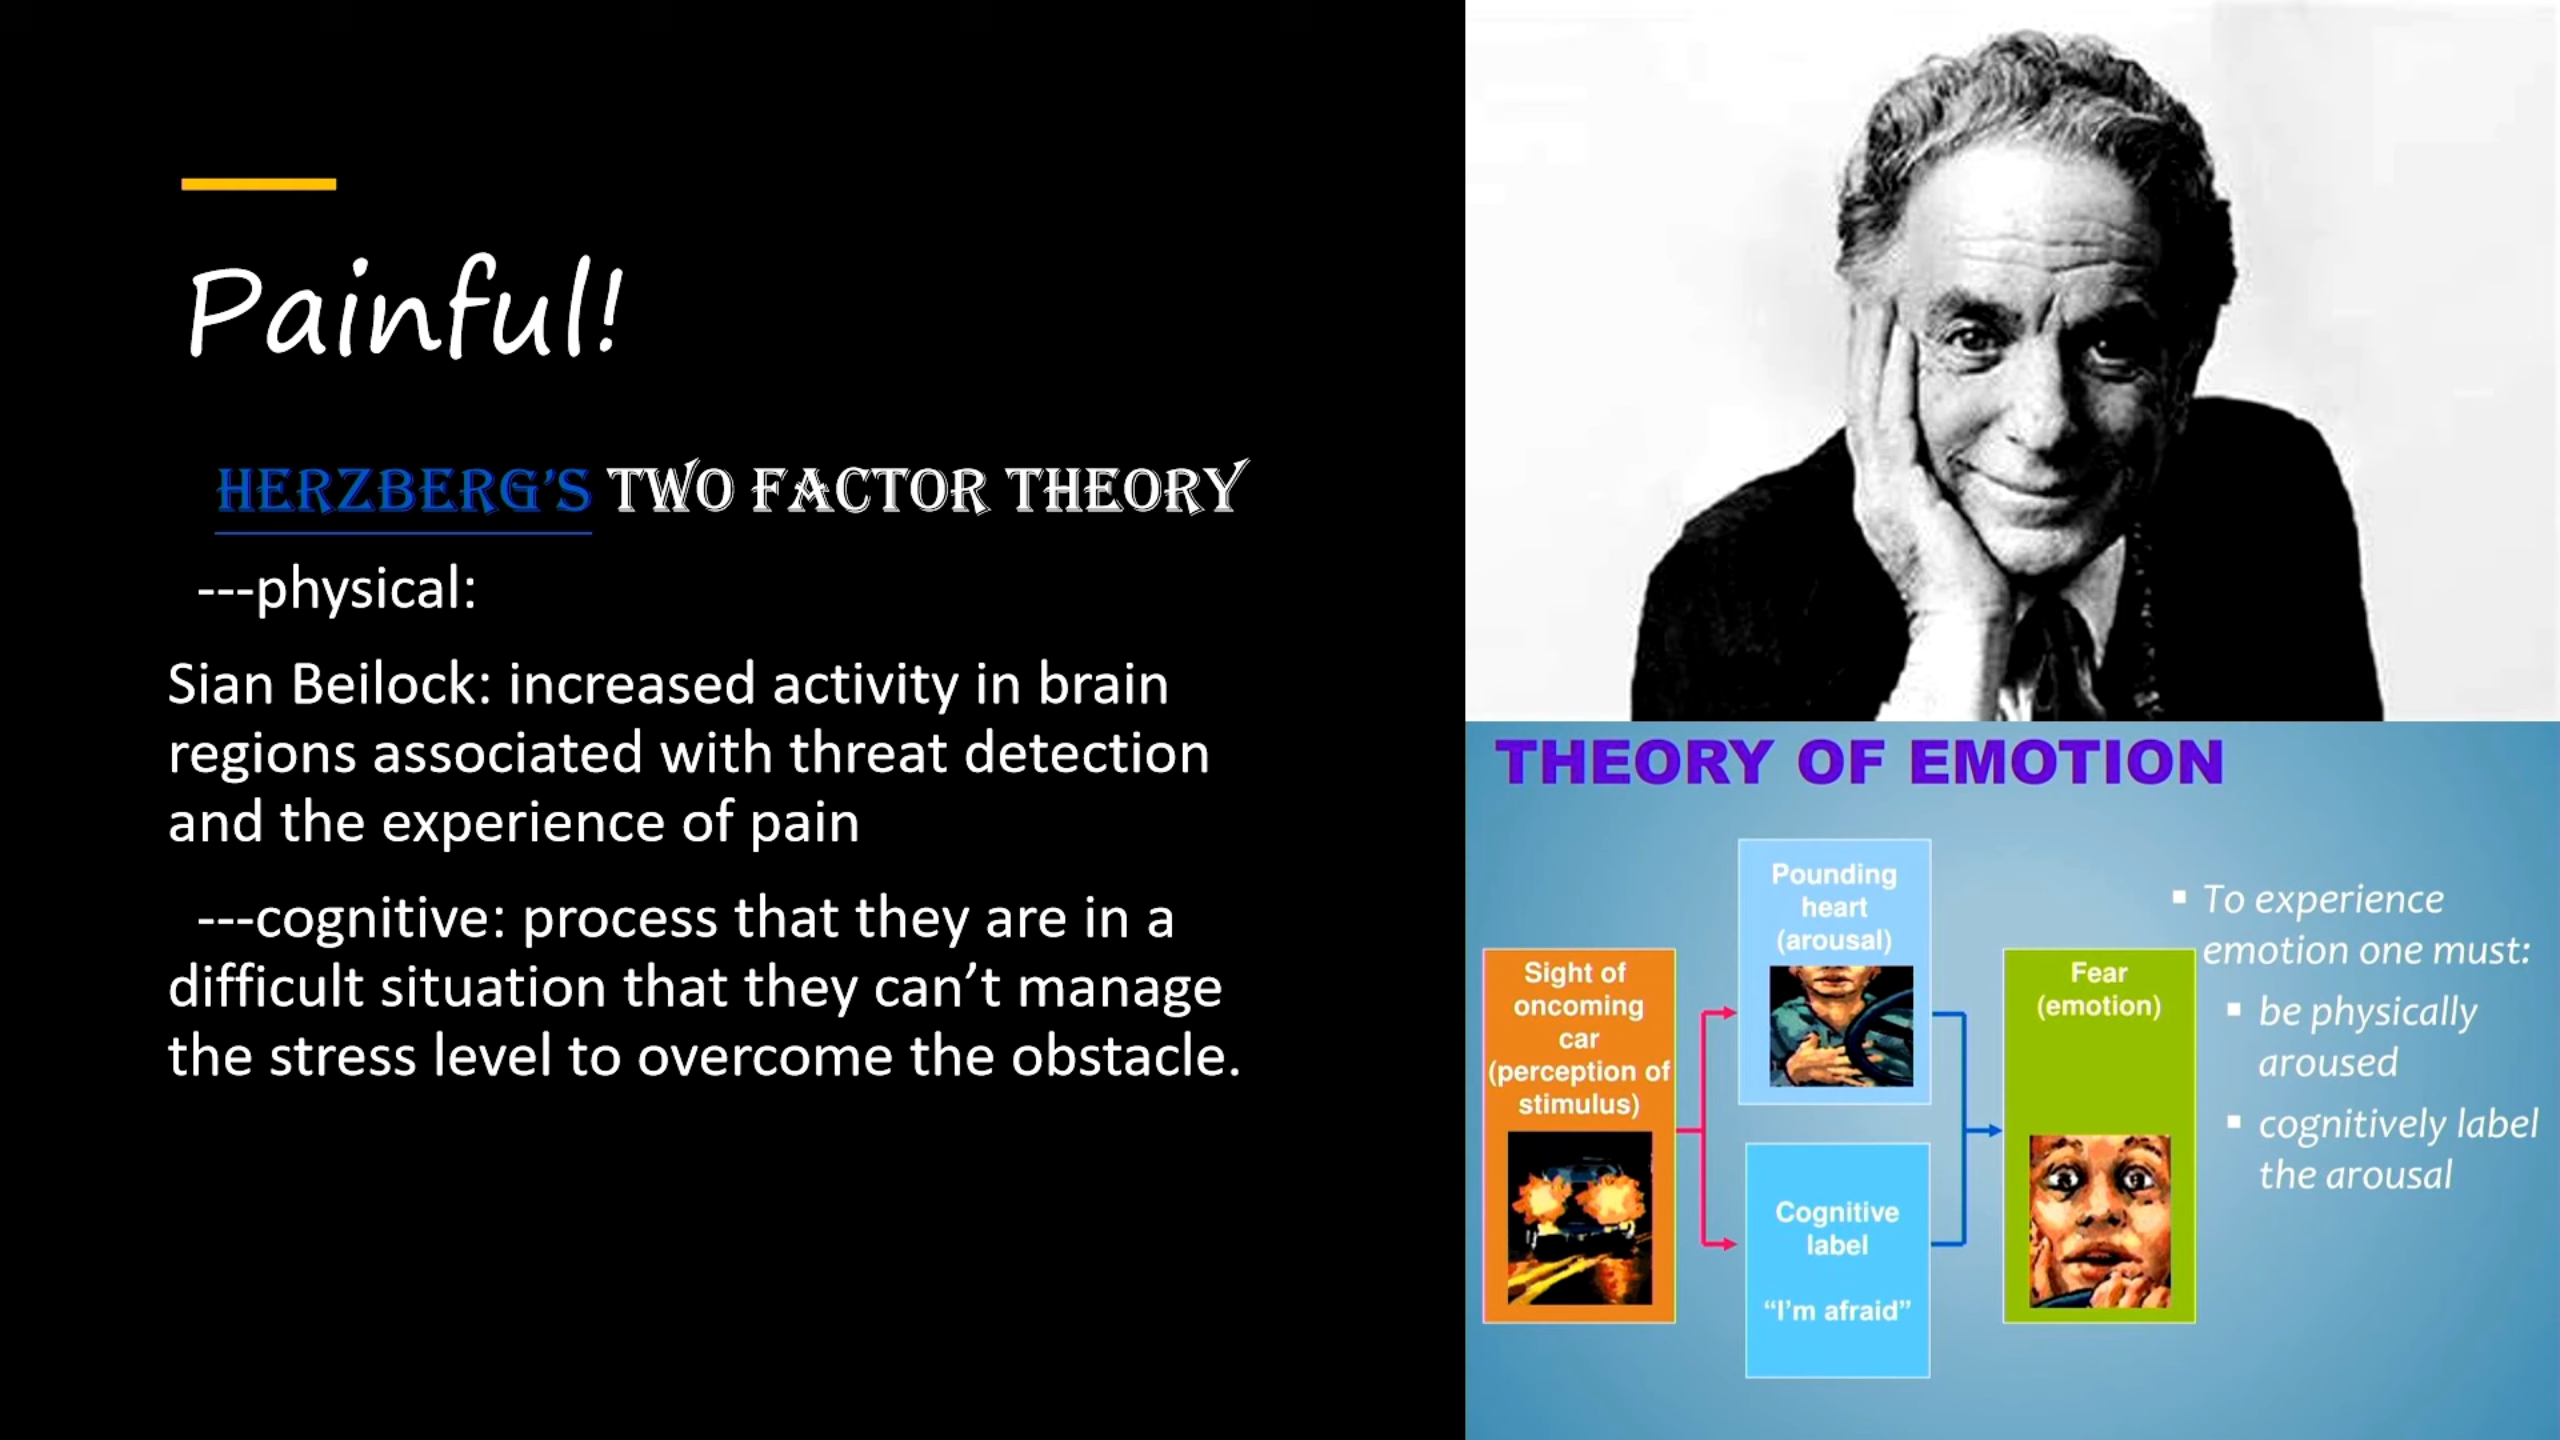 Painful!
HERZBERG’S TWO FACTOR THEORY
---physical:
Sian Beilock: increased activity in brain
regions associated with threat detection
and the experience of pain
---cognitive: process that they are in a
difficult situation that they can’t manage
the stress level to overcome the obstacle.
THEORY OF EMOTION
Sight of
oncoming
car
(perception of
stimulus)
Pounding
heart
(arousal)
Cognitive
label
“I’m afraid”
Fear
(emotion)
▪ To experience
emotion one must:
▪ be physically
aroused
▪ cognitively label
the arousal